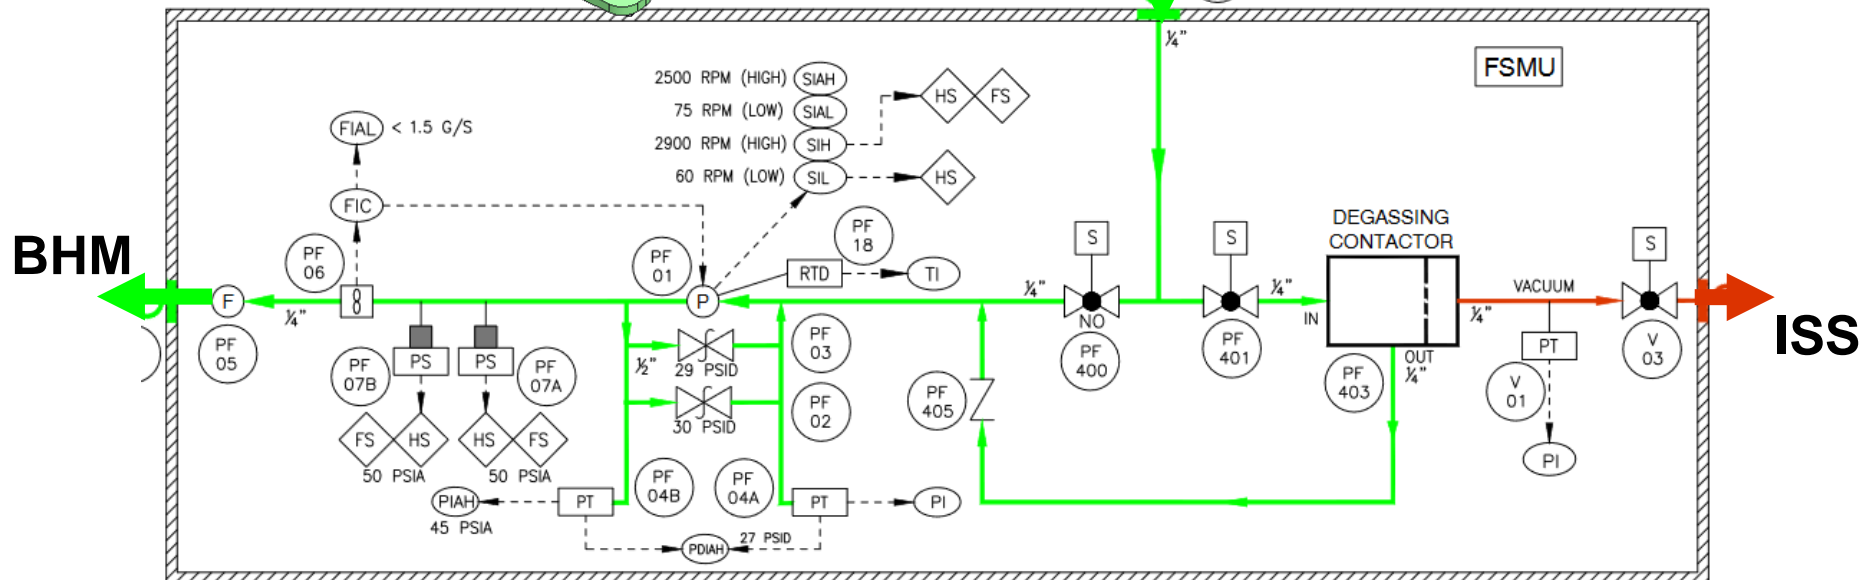 ¼"
FSMU
2500 RPM (HIGH) SIAH
75 RPM (LOW) SIAL
2900 RPM (HIGH) SIH
60 RPM (LOW) SIL
HS FS
HS
FIAL < 1.5 G/S
FIC
PF
06
PF
01
PF
18
RTD
TI
S
S
DEGASSING
CONTACTOR
S
BHM
F
8
P
¼"
¼"
¼"
NO
IN
VACUUM
¼"
ISS
PF
05
PF
07B
PS
PS
PF
07A
½"
29 PSID
PF
03
30 PSID
PF
02
PF
405
PF
400
PF
401
PF
403
OUT
¼"
PT
V
01
V
03
PI
FS HS
50 PSIA
HS FS
50 PSIA
PIAH
45 PSIA
PT
PF
04B
PF
04A
PT
PI
PDIAH
27 PSID